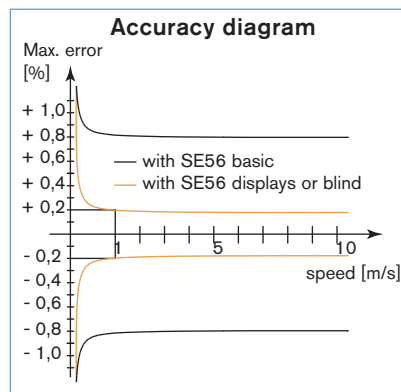 Accuracy diagram
Max. error
[%]
+ 1,0
+ 0,8
+ 0,6
+ 0,4
+ 0,2
with SE56 basic
with SE56 displays or blind
1
5
10
speed [m/s]
- 0,2
- 0,4
- 0,6
- 0,8
- 1,0